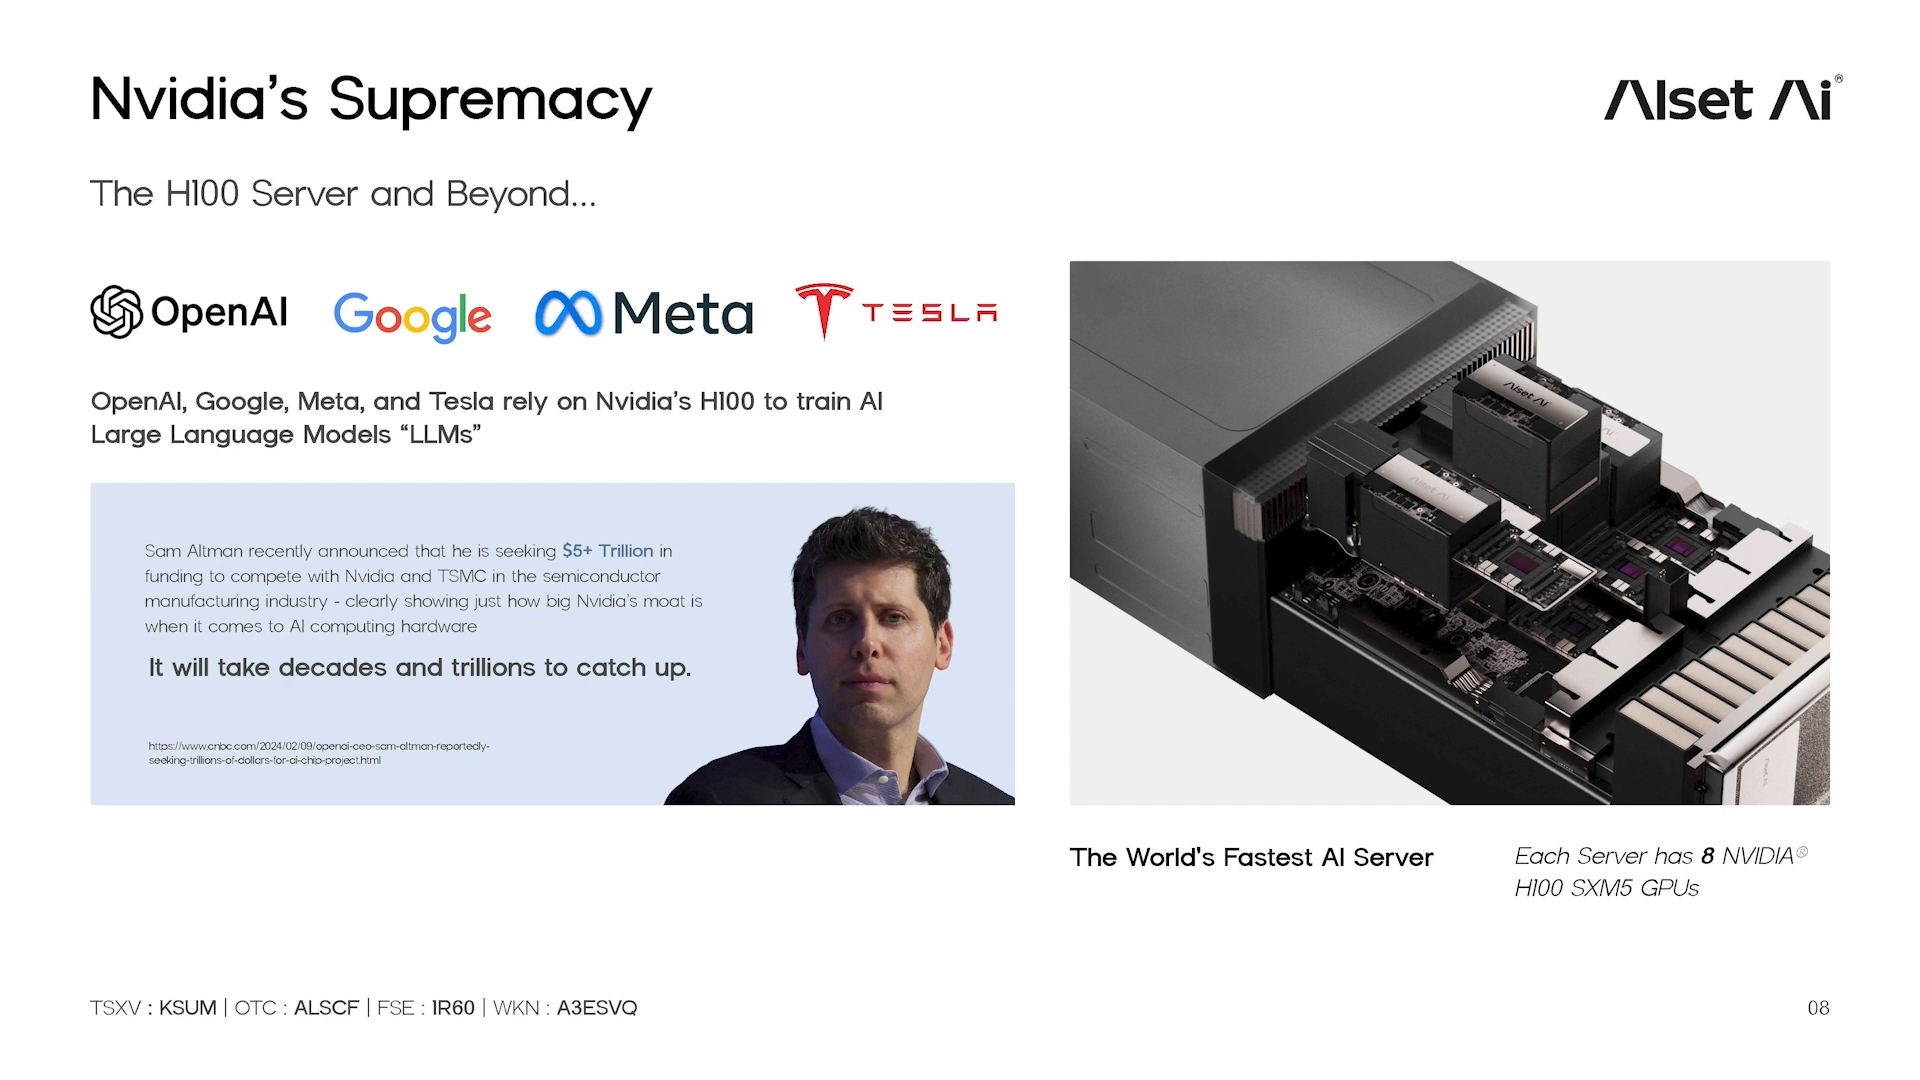 Nvidia’s Supremacy
Alset Ai®
The H100 Server and Beyond...
OpenAI
Google
Meta
TESLA
OpenAI, Google, Meta, and Tesla rely on Nvidia’s H100 to train AI
Large Language Models “LLMs”
Sam Altman recently announced that he is seeking $5+ Trillion in
funding to compete with Nvidia and TSMC in the semiconductor
manufacturing industry - clearly showing just how big Nvidia’s moat is
when it comes to AI computing hardware
It will take decades and trillions to catch up.
https://www.cnbc.com/2024/02/09/openai-ceo-sam-altman-reportedly-
seeking-trillions-of-dollars-for-ai-chip-project.html
Alset Ai
Alset Ai
The World's Fastest AI Server
Each Server has 8 NVIDIA®
H100 SXM5 GPUs
TSXV : KSUM | OTC : ALSCF | FSE : 1R60 | WKN : A3ESVQ
08